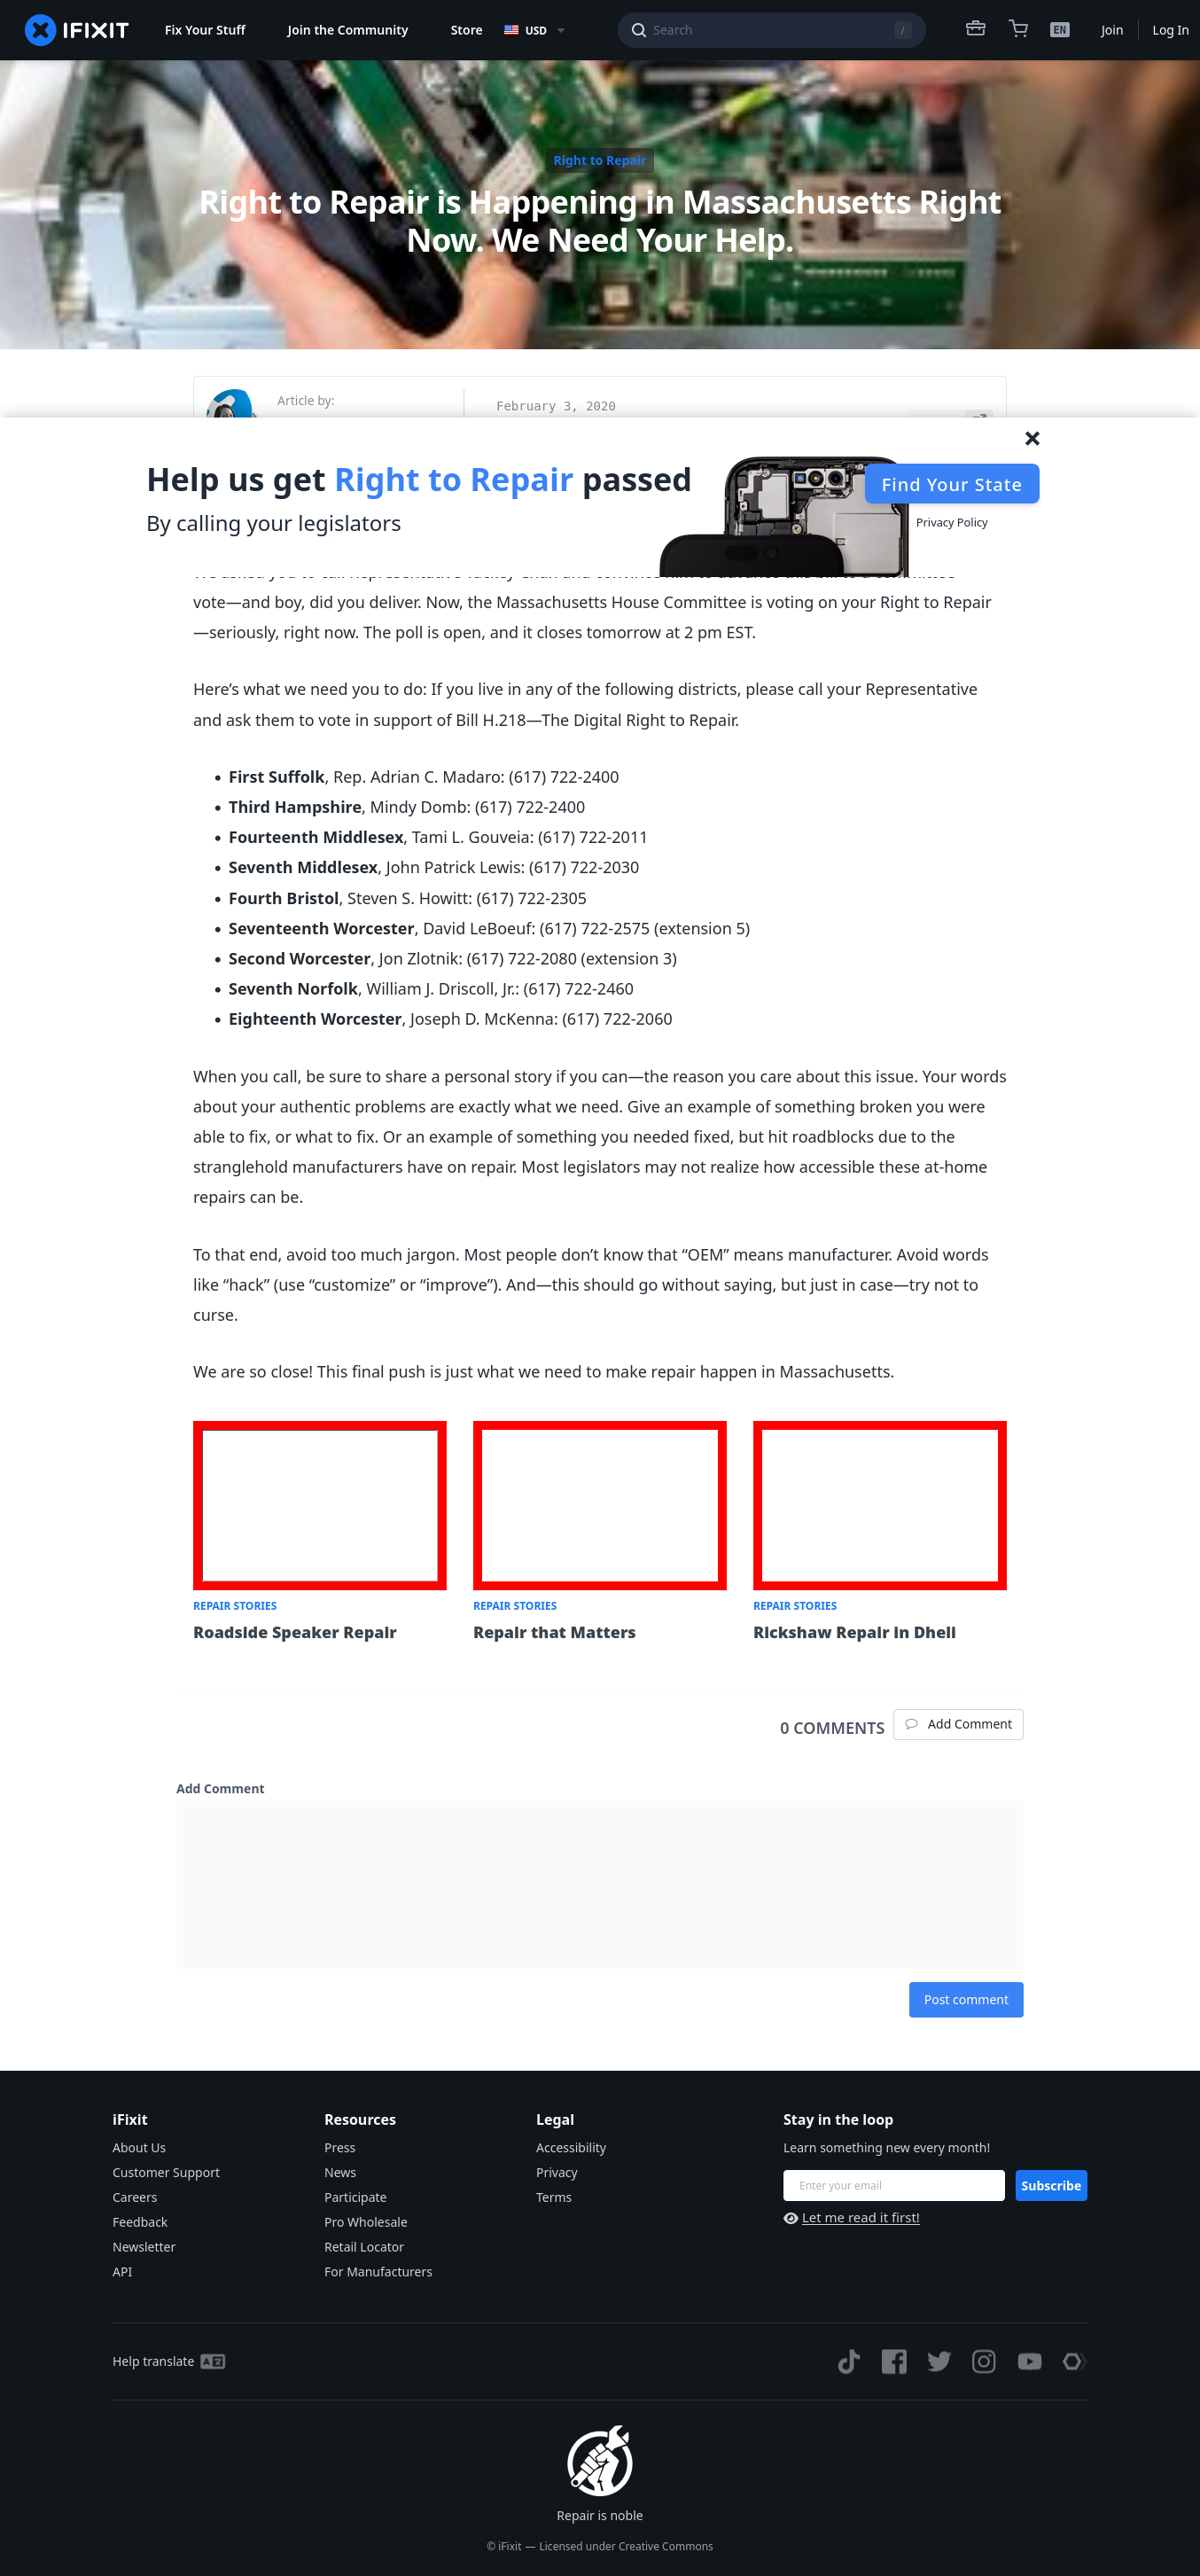 IFIXIT
Fix Your Stuff
Join the Community
Store
USD
Search
/
EN
Join
Log In
Right to Repair
Right to Repair is Happening in Massachusetts Right
Now. We Need Your Help.
Article by:
February 3, 2020
Help us get Right to Repair passed
By calling your legislators
Find Your State
Privacy Policy
vote—and boy, did you deliver. Now, the Massachusetts House Committee is voting on your Right to Repair
—seriously, right now. The poll is open, and it closes tomorrow at 2 pm EST.
Here’s what we need you to do: If you live in any of the following districts, please call your Representative
and ask them to vote in support of Bill H.218—The Digital Right to Repair.
• First Suffolk, Rep. Adrian C. Madaro: (617) 722-2400
• Third Hampshire, Mindy Domb: (617) 722-2400
• Fourteenth Middlesex, Tami L. Gouveia: (617) 722-2011
• Seventh Middlesex, John Patrick Lewis: (617) 722-2030
• Fourth Bristol, Steven S. Howitt: (617) 722-2305
• Seventeenth Worcester, David LeBoeuf: (617) 722-2575 (extension 5)
• Second Worcester, Jon Zlotnik: (617) 722-2080 (extension 3)
• Seventh Norfolk, William J. Driscoll, Jr.: (617) 722-2460
• Eighteenth Worcester, Joseph D. McKenna: (617) 722-2060
When you call, be sure to share a personal story if you can—the reason you care about this issue. Your words
about your authentic problems are exactly what we need. Give an example of something broken you were
able to fix, or what to fix. Or an example of something you needed fixed, but hit roadblocks due to the
stranglehold manufacturers have on repair. Most legislators may not realize how accessible these at-home
repairs can be.
To that end, avoid too much jargon. Most people don’t know that “OEM” means manufacturer. Avoid words
like “hack” (use “customize” or “improve”). And—this should go without saying, but just in case—try not to
curse.
We are so close! This final push is just what we need to make repair happen in Massachusetts.
REPAIR STORIES
Roadside Speaker Repair
REPAIR STORIES
Repair that Matters
REPAIR STORIES
Rickshaw Repair in Dheli
0 COMMENTS
Add Comment
Add Comment
Post comment
iFixit
About Us
Customer Support
Careers
Feedback
Newsletter
API
Resources
Press
News
Participate
Pro Wholesale
Retail Locator
For Manufacturers
Legal
Accessibility
Privacy
Terms
Stay in the loop
Learn something new every month!
Enter your email
Subscribe
Let me read it first!
Help translate
Repair is noble
© iFixit — Licensed under Creative Commons